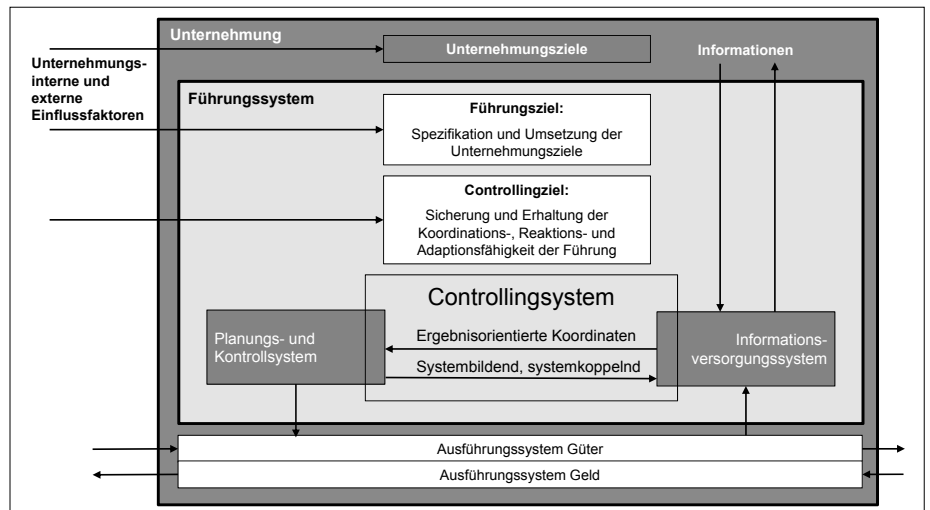 Unternehmung
Unternehmungsziele
Informationen
Unternehmungs-
interne und
externe
Einflussfaktoren
Führungssystem
Führungsziel:
Spezifikation und Umsetzung der
Unternehmungsziele
Controllingziel:
Sicherung und Erhaltung der
Koordinations-, Reaktions- und
Adaptionsfähigkeit der Führung
Controllingsystem
Planungs- und
Kontrollsystem
Ergebnisorientierte Koordinaten
Systembildend, systemkoppelnd
Informations-
versorgungssystem
Ausführungssystem Güter
Ausführungssystem Geld